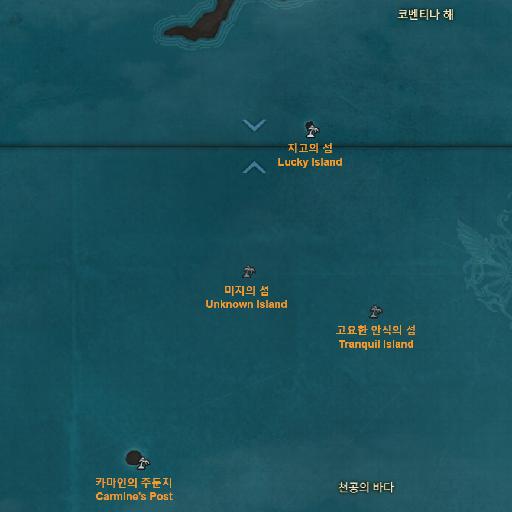 코벤티나 해
지고의 섬
Lucky Island
미지의 섬
Unknown Island
고요한 안식의 섬
Tranquil Island
카마인의 주둔지
Carmine's Post
천공의 바다